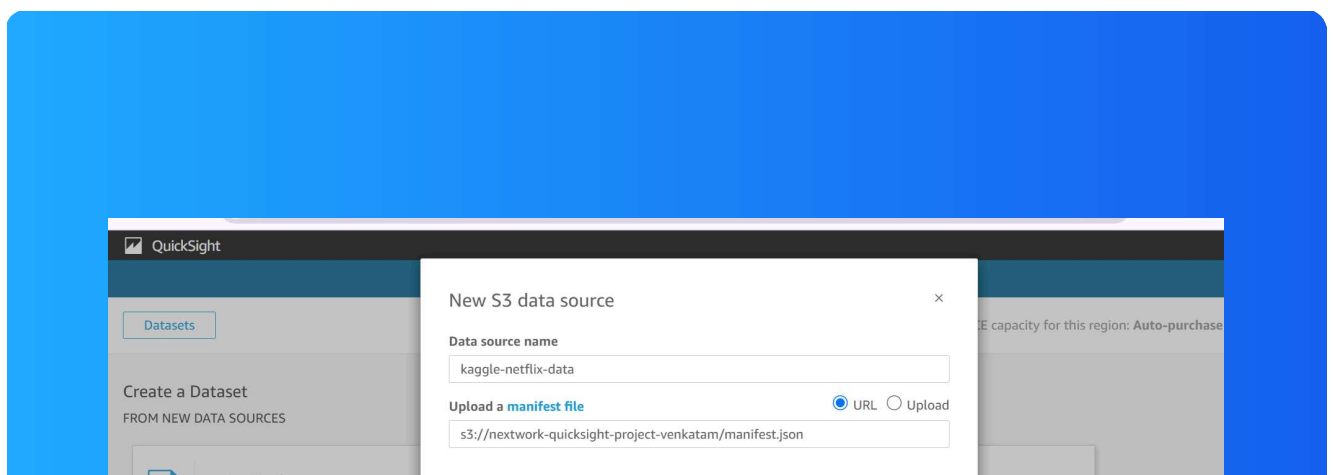 QuickSight
New S3 data source
×
Datasets
E capacity for this region: Auto-purchase
Data source name
kaggle-netflix-data
Create a Dataset
FROM NEW DATA SOURCES
Upload a manifest file
URL Upload
s3://nextwork-quicksight-project-venkatam/manifest.json